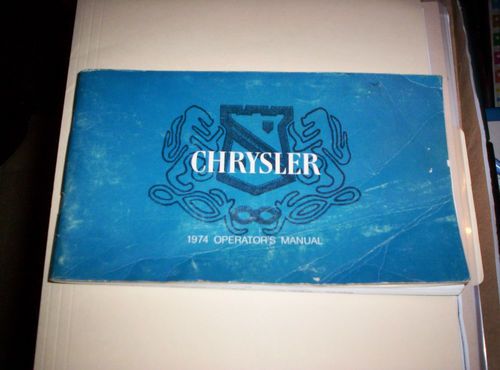 CHRYSLER
1974 OPERATOR'S MANUAL